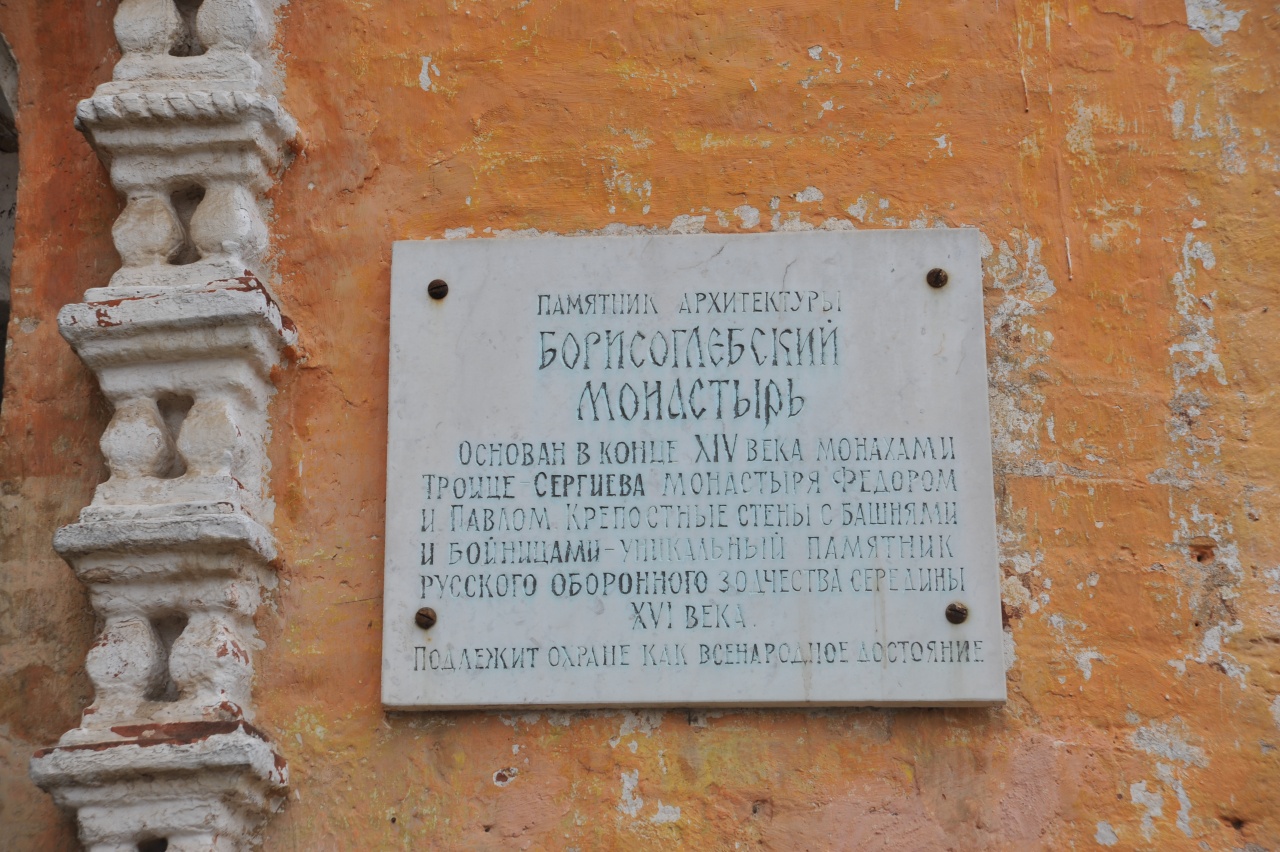 ПАМЯТНИК АРХИТЕКТУРЫ
БОРИСОГЛЕБСКИЙ
МОНАСТЫРЬ
ОСНОВАН В КОНЦЕ XIV ВЕКА МОНАХАМИ
ТРОИЦЕ-СЕРГИЕВА МОНАСТЫРЯ ФЕДОРОМ
И ПАВЛОМ. КРЕПОСТНЫЕ СТЕНЫ С БАШНЯМИ
И БОЙНИЦАМИ-УНИКАЛЬНЫЙ ПАМЯТНИК
РУССКОГО ОБОРОННОГО ЗОДЧЕСТВА СЕРЕДИНЫ
XVI ВЕКА.
ПОДЛЕЖИТ ОХРАНЕ КАК ВСЕНАРОДНОЕ ДОСТОЯНИЕ